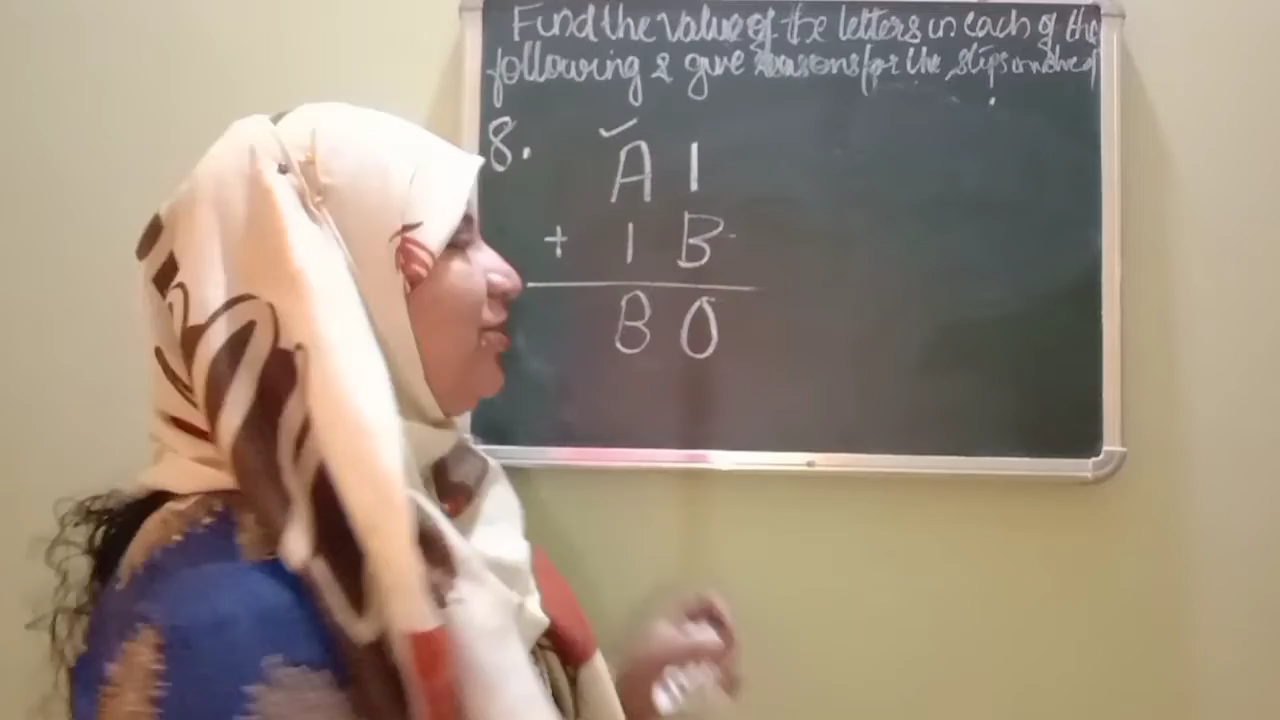 Find the value of the letters in each of the
following & give reasons for the steps involved
8.
A 1
+ 1 B
B 0